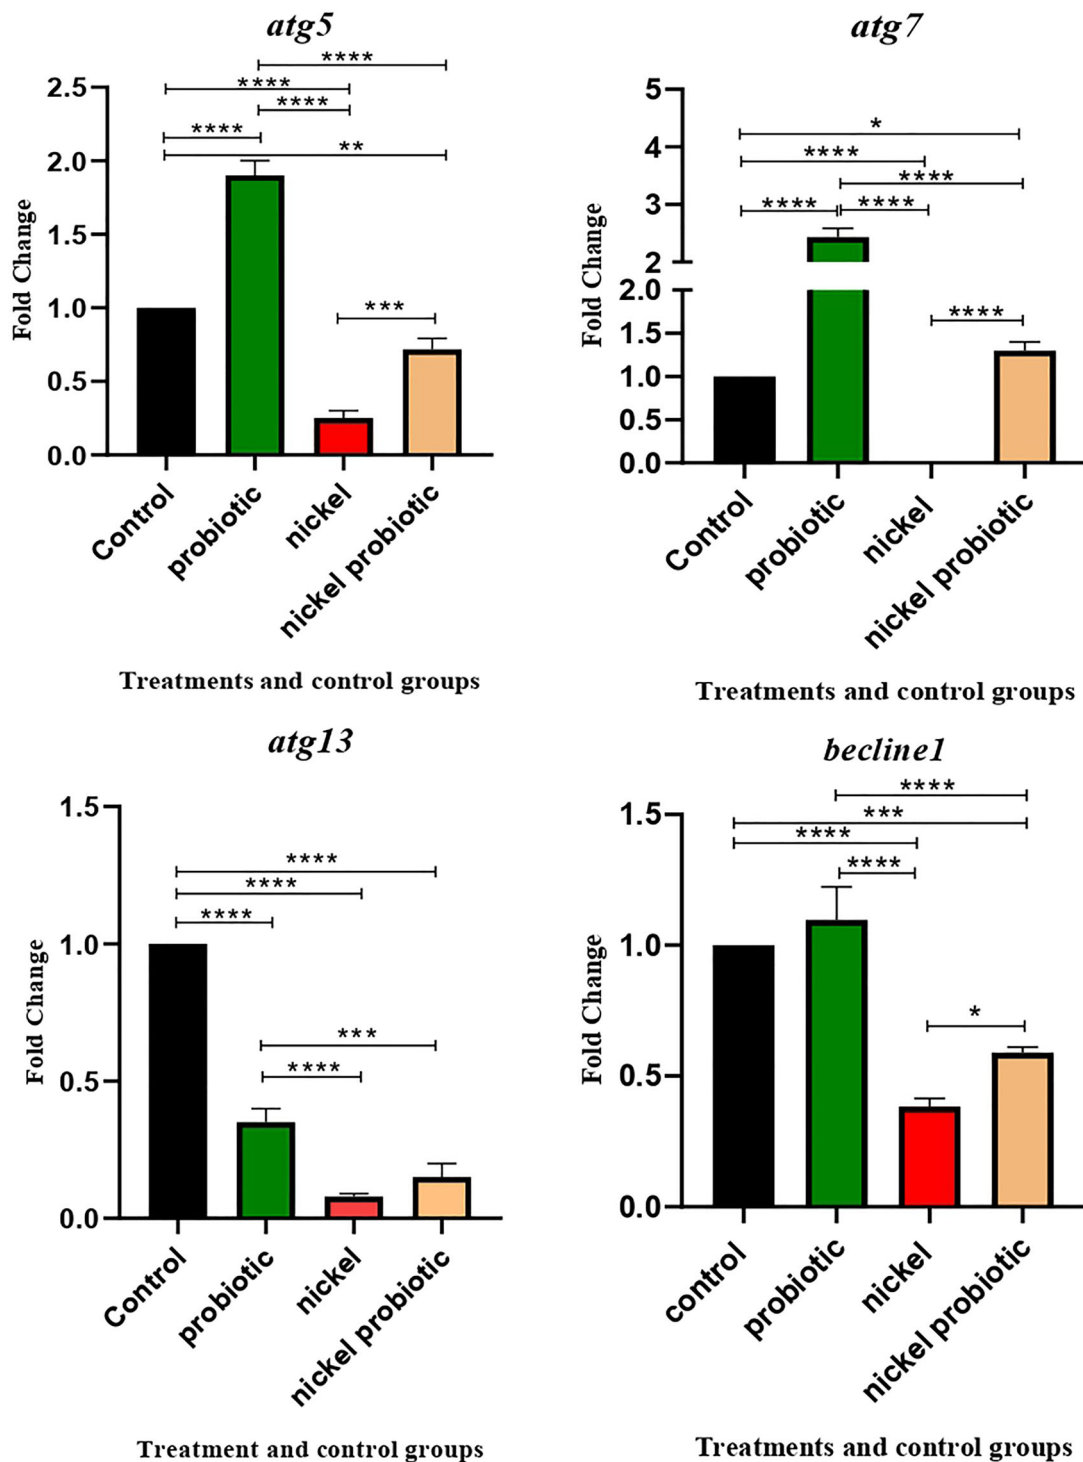 atg5
****
****
****
****
**
***
2.5
2.0
1.5
1.0
0.5
0.0
Fold Change
Control
probiotic
nickel
nickel probiotic
Treatments and control groups
atg7
*
****
****
****
****
****
5
4
3
2
2.0
1.5
1.0
0.5
0.0
Fold Change
Control
probiotic
nickel
nickel probiotic
Treatments and control groups
atg13
****
****
****
***
****
1.5
1.0
0.5
0.0
Fold Change
Control
probiotic
nickel
nickel probiotic
Treatment and control groups
becline1
****
***
****
****
*
1.5
1.0
0.5
0.0
Fold Change
control
probiotic
nickel
nickel probiotic
Treatments and control groups